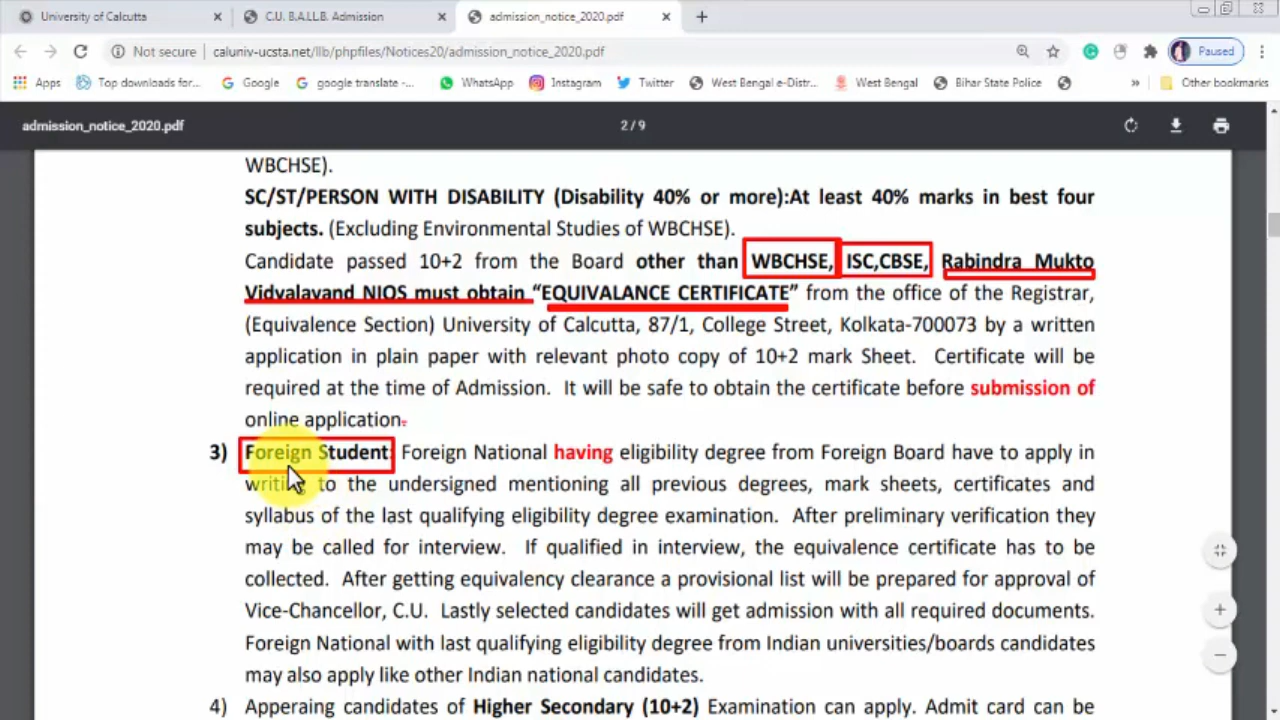 University of Calcutta
C.U. B.A.LL.B. Admission
admission_notice_2020.pdf
Not secure
caluniv-ucsta.net/llb/phpfiles/Notices20/admission_notice_2020.pdf
Paused
Apps
Top downloads for...
Google
google translate -...
WhatsApp
Instagram
Twitter
West Bengal e-Distr...
West Bengal
Bihar State Police
»
Other bookmarks
admission_notice_2020.pdf
2/9
WBCHSE).
SC/ST/PERSON WITH DISABILITY (Disability 40% or more):At least 40% marks in best four
subjects. (Excluding Environmental Studies of WBCHSE).
Candidate passed 10+2 from the Board other than WBCHSE, ISC,CBSE, Rabindra Mukto
Vidyalayand NIOS must obtain “EQUIVALANCE CERTIFICATE” from the office of the Registrar,
(Equivalence Section) University of Calcutta, 87/1, College Street, Kolkata-700073 by a written
application in plain paper with relevant photo copy of 10+2 mark Sheet. Certificate will be
required at the time of Admission. It will be safe to obtain the certificate before submission of
online application.
3) Foreign Student: Foreign National having eligibility degree from Foreign Board have to apply in
writing to the undersigned mentioning all previous degrees, mark sheets, certificates and
syllabus of the last qualifying eligibility degree examination. After preliminary verification they
may be called for interview. If qualified in interview, the equivalence certificate has to be
collected. After getting equivalency clearance a provisional list will be prepared for approval of
Vice-Chancellor, C.U. Lastly selected candidates will get admission with all required documents.
Foreign National with last qualifying eligibility degree from Indian universities/boards candidates
may also apply like other Indian national candidates.
4) Apperaing candidates of Higher Secondary (10+2) Examination can apply. Admit card can be